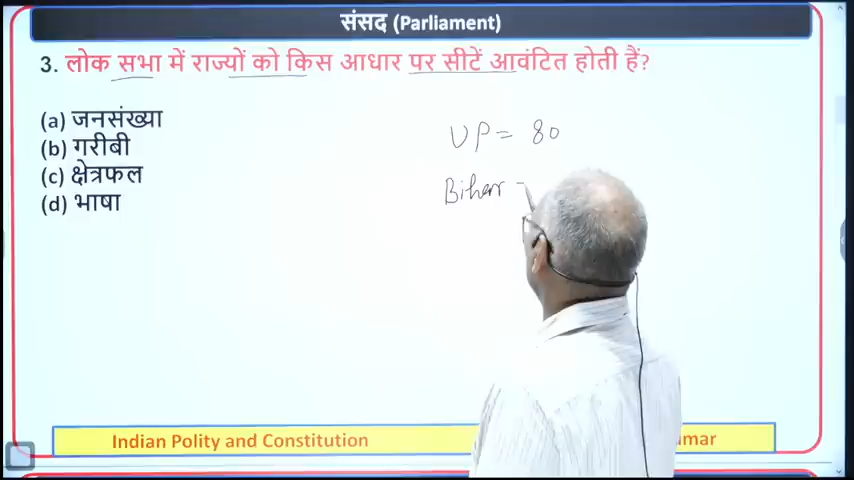 संसद (Parliament)
3. लोक सभा में राज्यों को किस आधार पर सीटें आवंटित होती हैं?
(a) जनसंख्या
(b) गरीबी
(c) क्षेत्रफल
(d) भाषा
UP = 80
Bihar
Indian Polity and Constitution